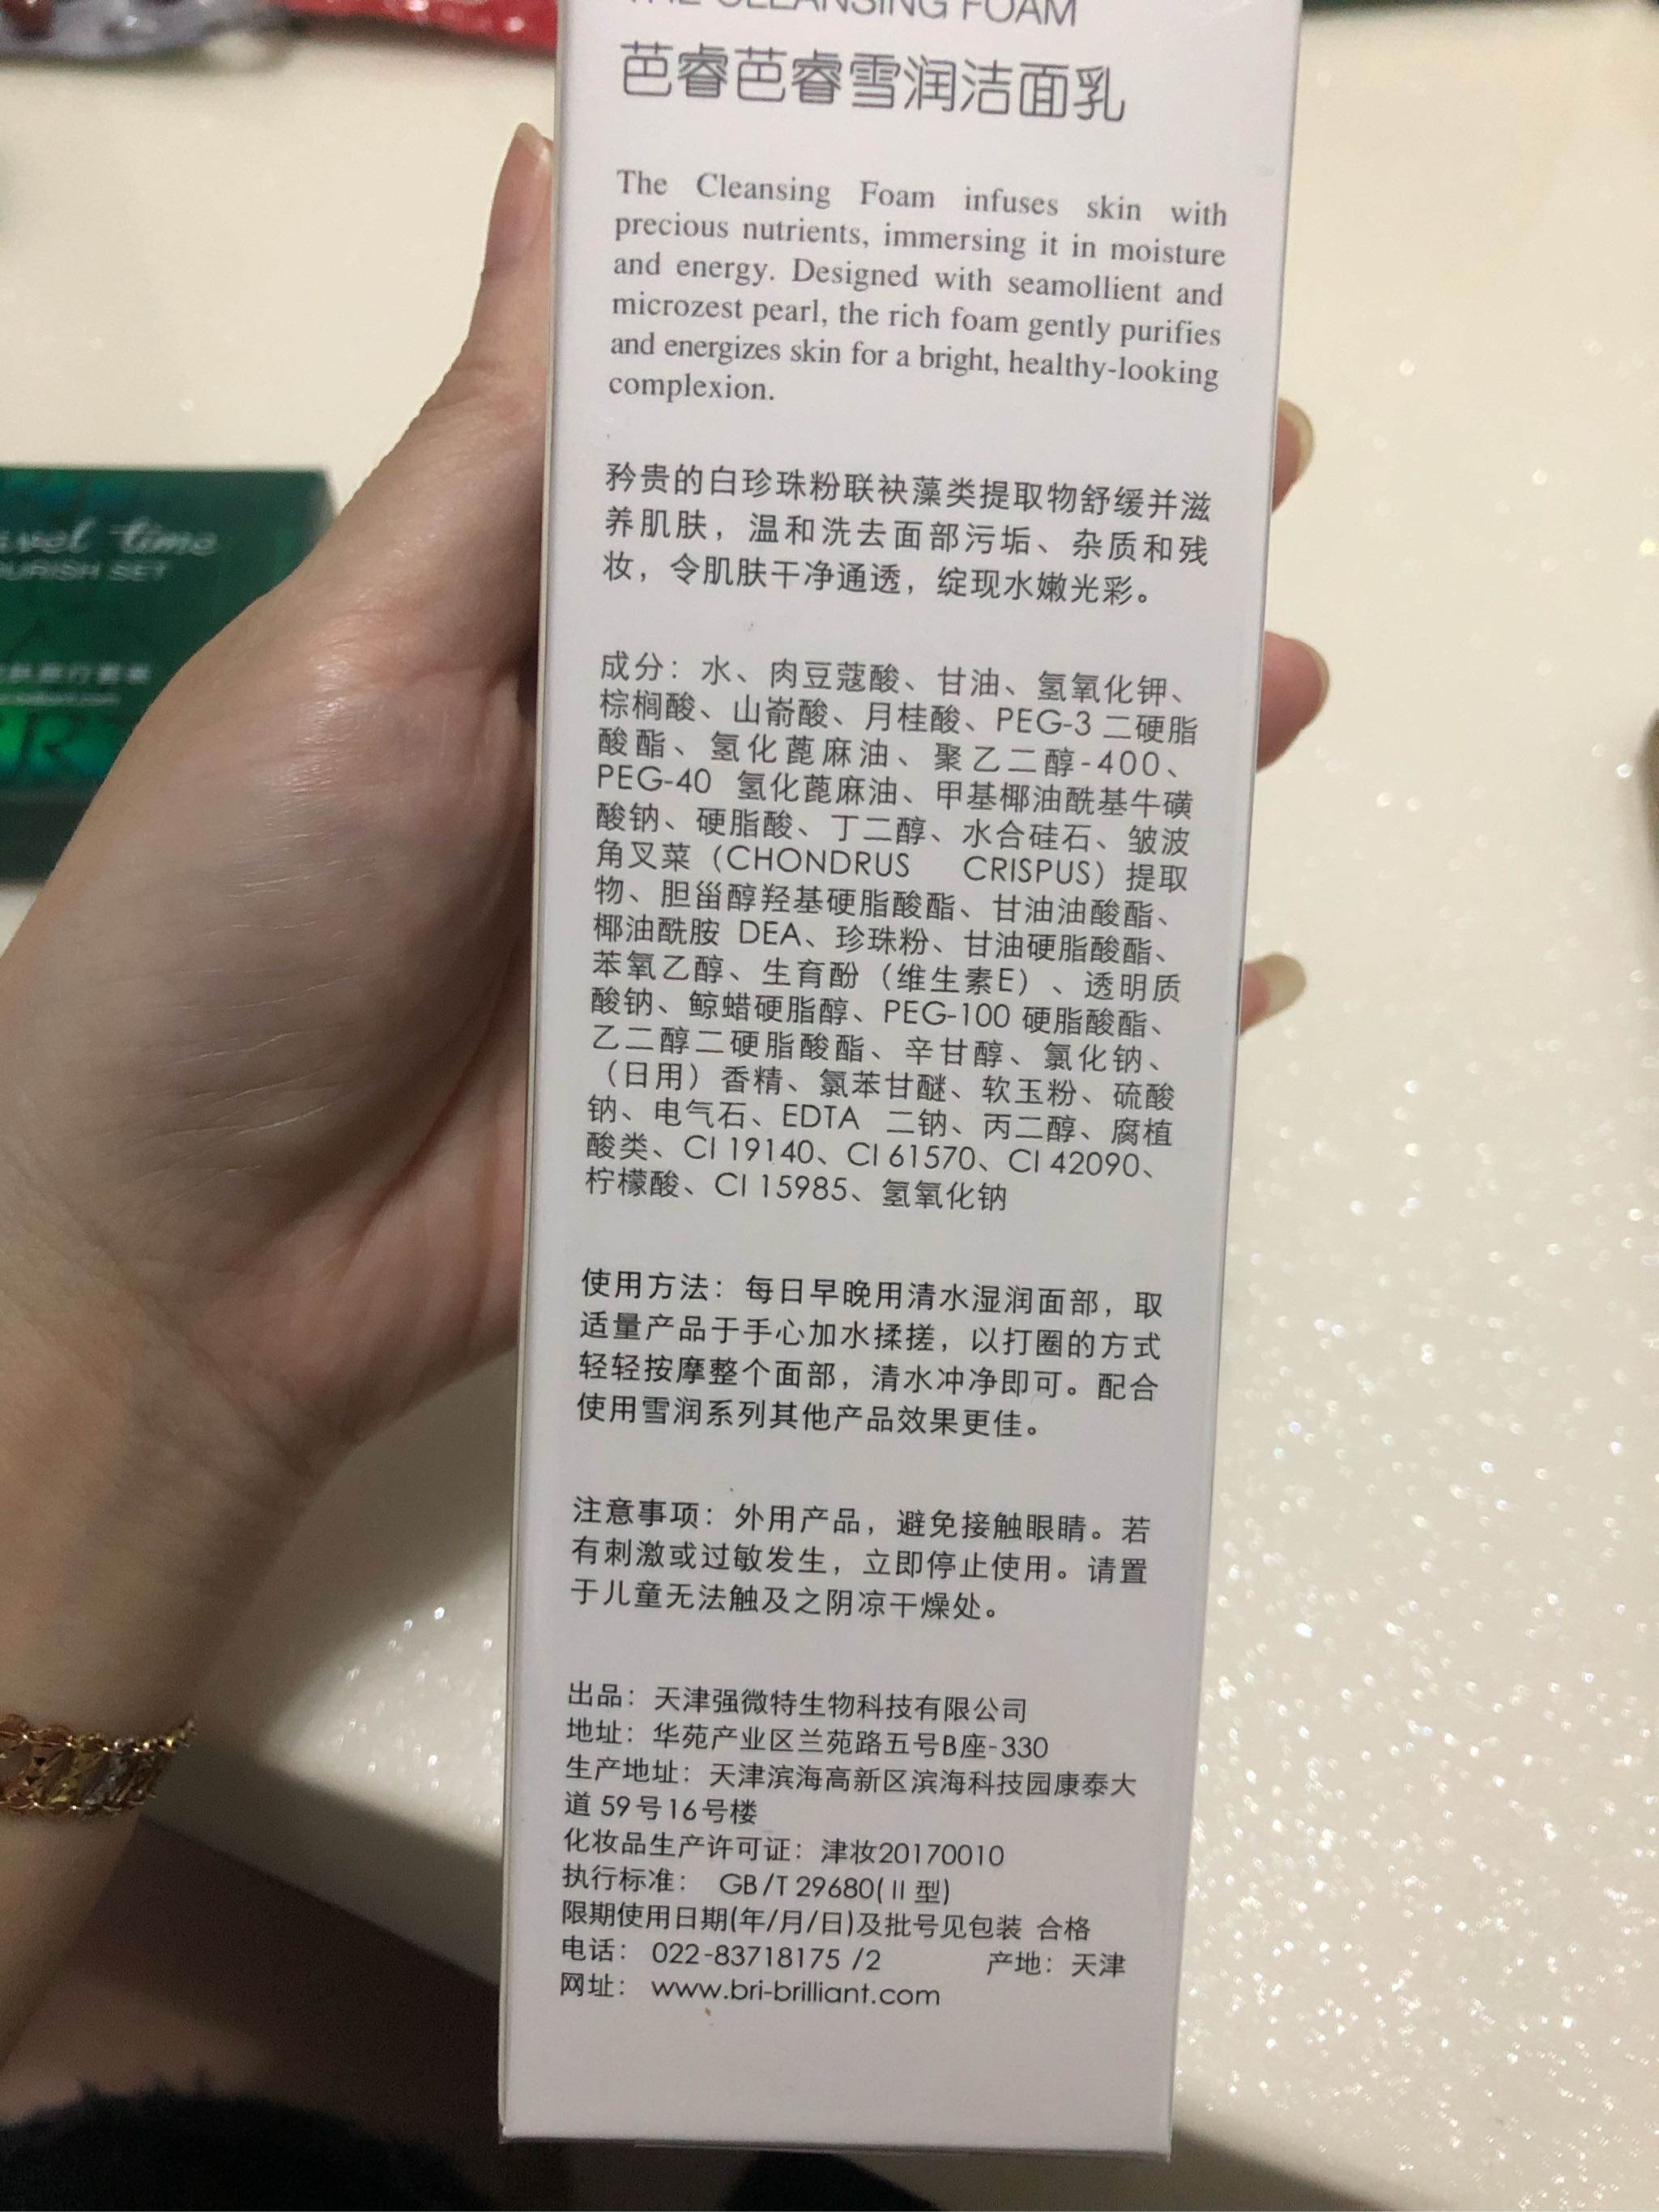 THE CLEANSING FOAM
芭睿芭睿雪润洁面乳
The Cleansing Foam infuses skin with
precious nutrients, immersing it in moisture
and energy. Designed with seamollient and
microzest pearl, the rich foam gently purifies
and energizes skin for a bright, healthy-looking
complexion.
矜贵的白珍珠粉联袂藻类提取物舒缓并滋
养肌肤，温和洗去面部污垢、杂质和残
妆，令肌肤干净通透，绽现水嫩光彩。
成分：水、肉豆蔻酸、甘油、氢氧化钾、
棕榈酸、山嵛酸、月桂酸、PEG-3 二硬脂
酸酯、氢化蓖麻油、聚乙二醇-400、
PEG-40 氢化蓖麻油、甲基椰油酰基牛磺
酸钠、硬脂酸、丁二醇、水合硅石、皱波
角叉菜（CHONDRUS CRISPUS）提取
物、胆甾醇羟基硬脂酸酯、甘油油酸酯、
椰油酰胺 DEA、珍珠粉、甘油硬脂酸酯、
苯氧乙醇、生育酚（维生素E）、透明质
酸钠、鲸蜡硬脂醇、PEG-100 硬脂酸酯、
乙二醇二硬脂酸酯、辛甘醇、氯化钠、
（日用）香精、氯苯甘醚、软玉粉、硫酸
钠、电气石、EDTA 二钠、丙二醇、腐植
酸类、CI 19140、CI 61570、CI 42090、
柠檬酸、CI 15985、氢氧化钠
使用方法：每日早晚用清水湿润面部，取
适量产品于手心加水揉搓，以打圈的方式
轻轻按摩整个面部，清水冲净即可。配合
使用雪润系列其他产品效果更佳。
注意事项：外用产品，避免接触眼睛。若
有刺激或过敏发生，立即停止使用。请置
于儿童无法触及之阴凉干燥处。
出品：天津强微特生物科技有限公司
地址：华苑产业区兰苑路五号B座-330
生产地址：天津滨海高新区滨海科技园康泰大
道 59号16号楼
化妆品生产许可证：津妆20170010
执行标准： GB/T 29680(II 型)
限期使用日期(年/月/日)及批号见包装 合格
电话： 022-83718175 /2 产地：天津
网址： www.bri-brilliant.com
time
SET